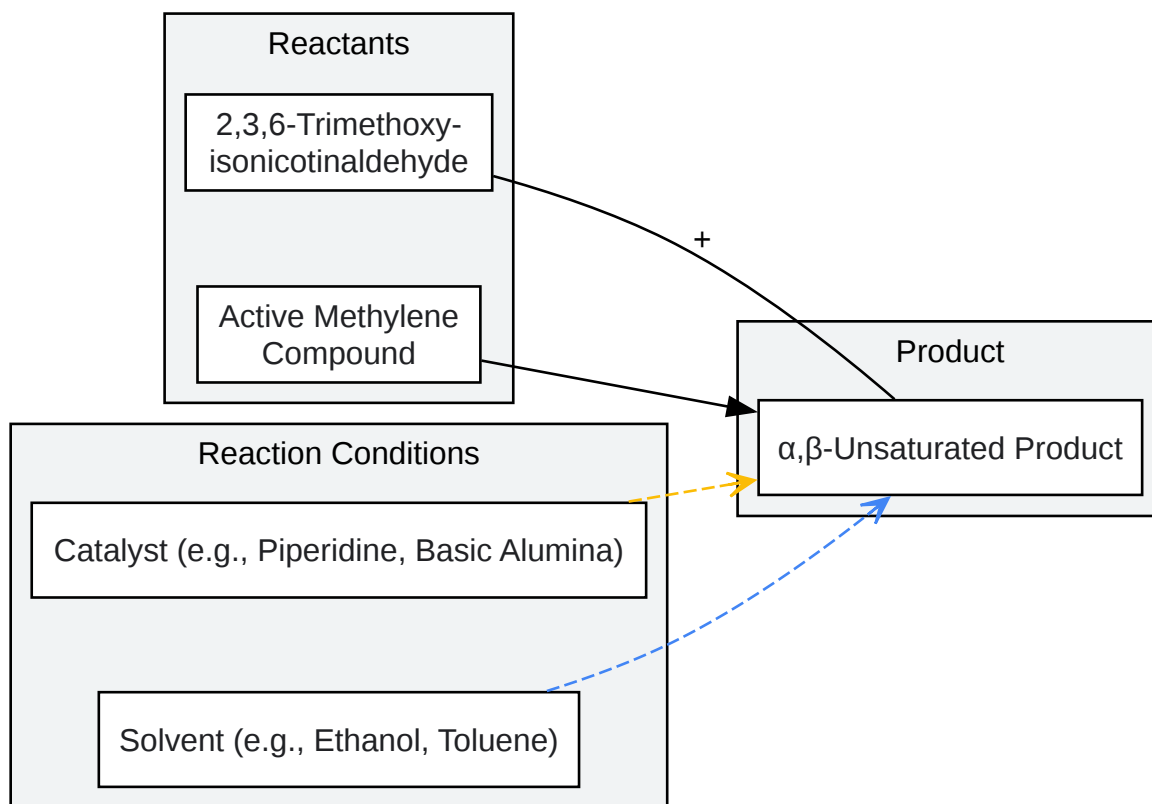 Reactants
2,3,6-Trimethoxy-
isonicotinaldehyde
+
Active Methylene
Compound
Product
α,β-Unsaturated Product
Reaction Conditions
Catalyst (e.g., Piperidine, Basic Alumina)
Solvent (e.g., Ethanol, Toluene)